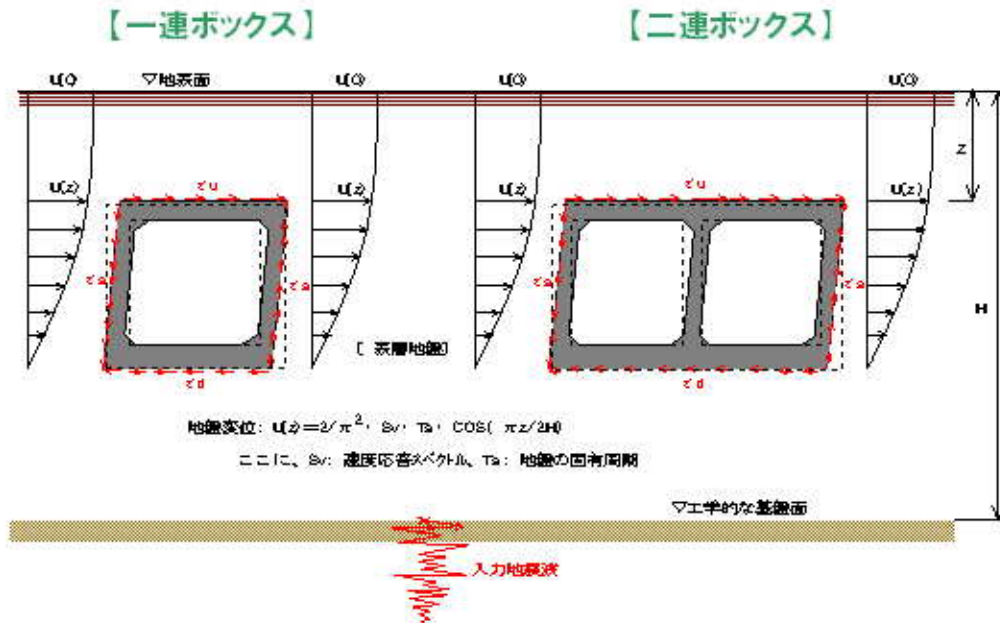 【一連ボックス】 【二連ボックス】
U(0) ▽地表面 U(0) U(0) U(0)
z
U(z) τu U(z) U(z) τu U(z)
τs τs τs τs
H
[ 表層地盤]
τd τd
地盤変位: U(z)=2/π²・Sv・Ts・COS( πz/2H)
ここに、Sv: 速度応答スペクトル、Ts: 地盤の固有周期
▽工学的な基盤面
入力地震波